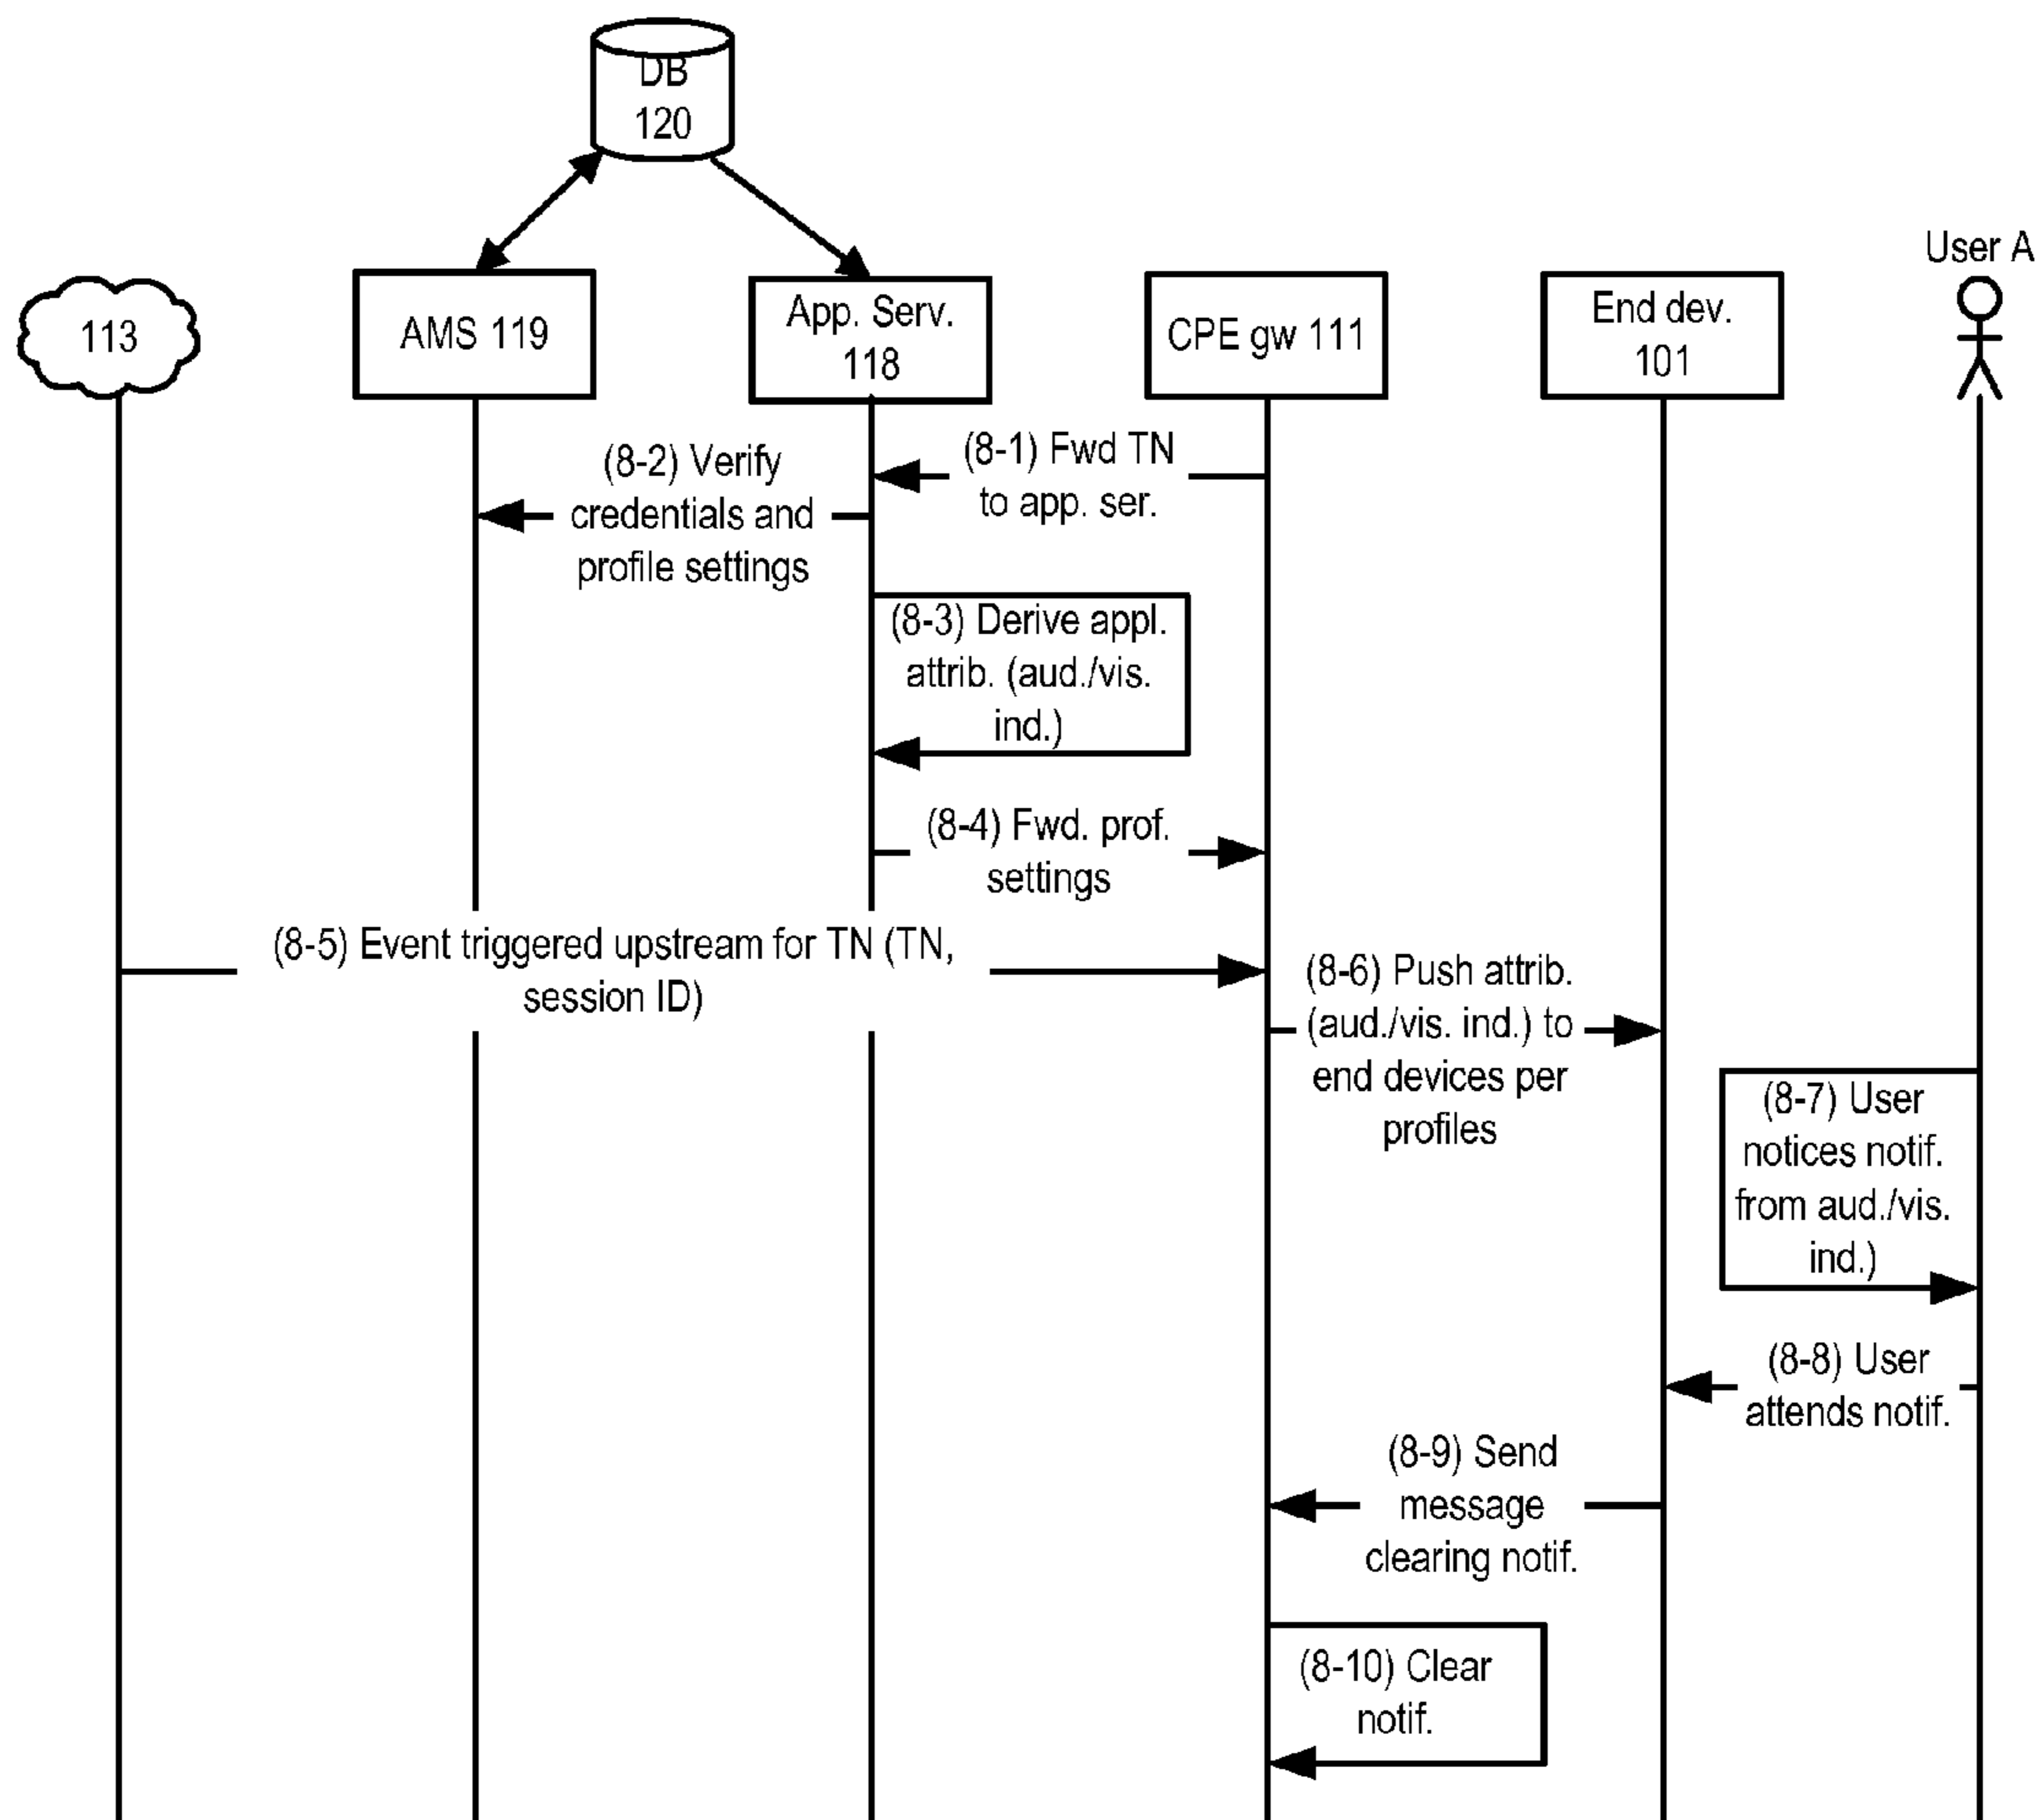 DB
120
User A
113
AMS 119
App. Serv.
118
CPE gw 111
End dev.
101
(8-1) Fwd TN
to app. ser.
(8-2) Verify
credentials and
profile settings
(8-3) Derive appl.
attrib. (aud./vis.
ind.)
(8-4) Fwd. prof.
settings
(8-5) Event triggered upstream for TN (TN,
session ID)
(8-6) Push attrib.
(aud./vis. ind.) to
end devices per
profiles
(8-7) User
notices notif.
from aud./vis.
ind.)
(8-8) User
attends notif.
(8-9) Send
message
clearing notif.
(8-10) Clear
notif.